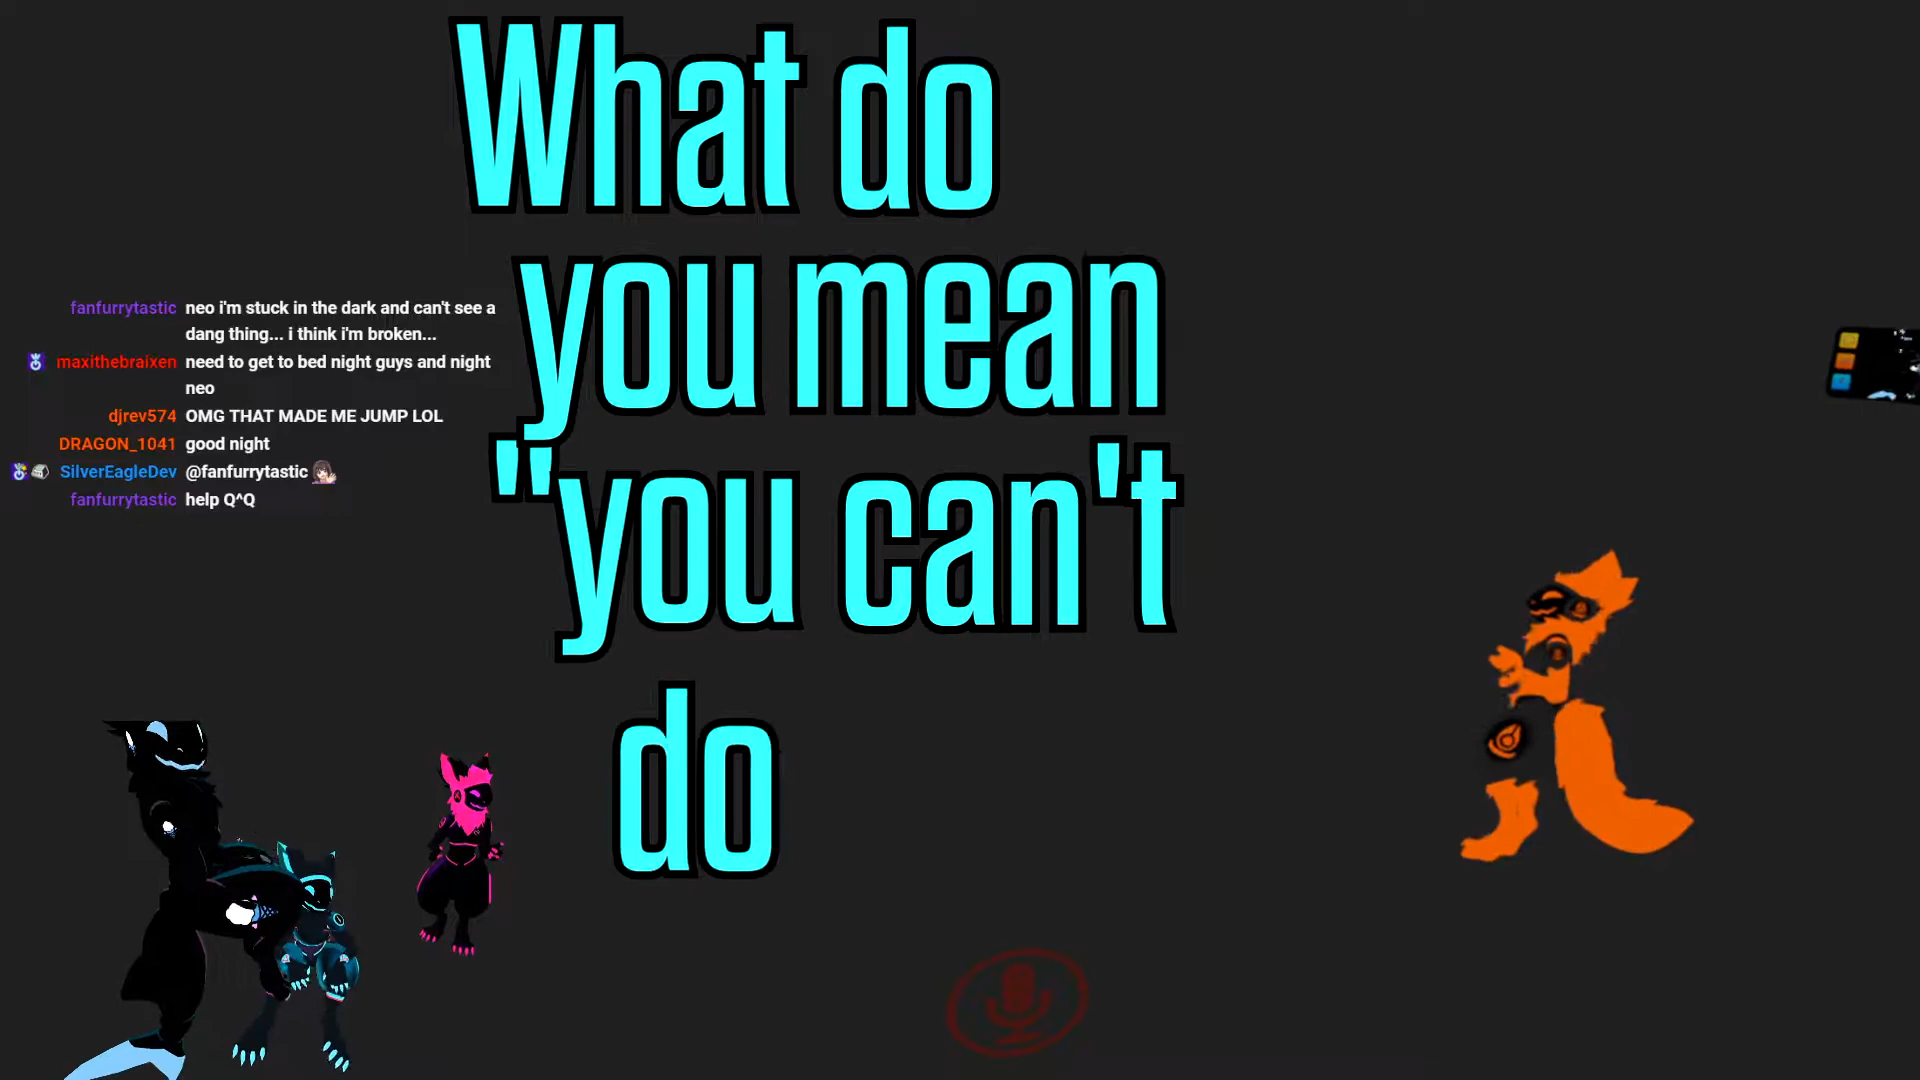 What do
you mean
"you can't
do
fanfurrytastic neo i'm stuck in the dark and can't see a
dang thing... i think i'm broken...
maxithebraixen need to get to bed night guys and night
neo
djrev574 OMG THAT MADE ME JUMP LOL
DRAGON_1041 good night
SilverEagleDev @fanfurrytastic
fanfurrytastic help Q^Q